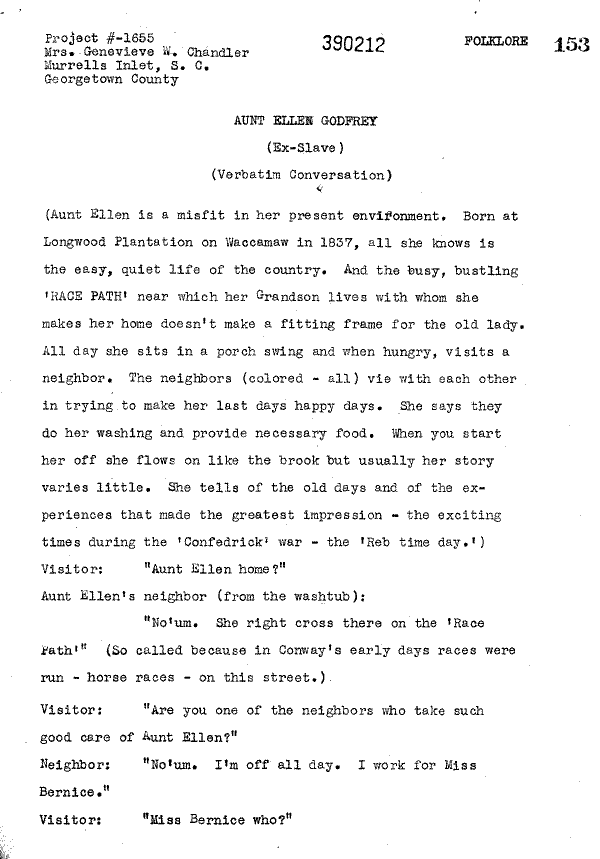 Project #-1655
Mrs. Genevieve W. Chandler
Murrells Inlet, S. C.
Georgetown County
390212
FOLKLORE
153
AUNT ELLEN GODFREY
(Ex-Slave)
(Verbatim Conversation)
(Aunt Ellen is a misfit in her present environment. Born at
Longwood Plantation on Waccamaw in 1837, all she knows is
the easy, quiet life of the country. And the busy, bustling
'RACE PATH' near which her Grandson lives with whom she
makes her home doesn't make a fitting frame for the old lady.
All day she sits in a porch swing and when hungry, visits a
neighbor. The neighbors (colored - all) vie with each other
in trying to make her last days happy days. She says they
do her washing and provide necessary food. When you start
her off she flows on like the brook but usually her story
varies little. She tells of the old days and of the ex-
periences that made the greatest impression - the exciting
times during the 'Confedrick' war - the 'Reb time day.')
Visitor: "Aunt Ellen home?"
Aunt Ellen's neighbor (from the washtub):
"No'um. She right cross there on the 'Race
Path'" (So called because in Conway's early days races were
run - horse races - on this street.)
Visitor: "Are you one of the neighbors who take such
good care of Aunt Ellen?"
Neighbor: "No'um. I'm off all day. I work for Miss
Bernice."
Visitor: "Miss Bernice who?"